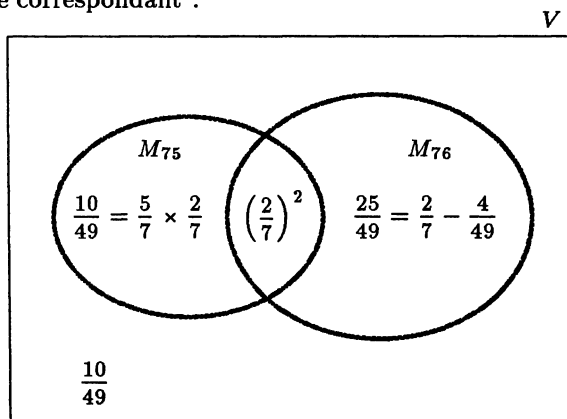 e correspondant :
V
M₇₅ M₇₆
10/49 = 5/7 × 2/7 (2/7)² 25/49 = 2/7 − 4/49
10/49